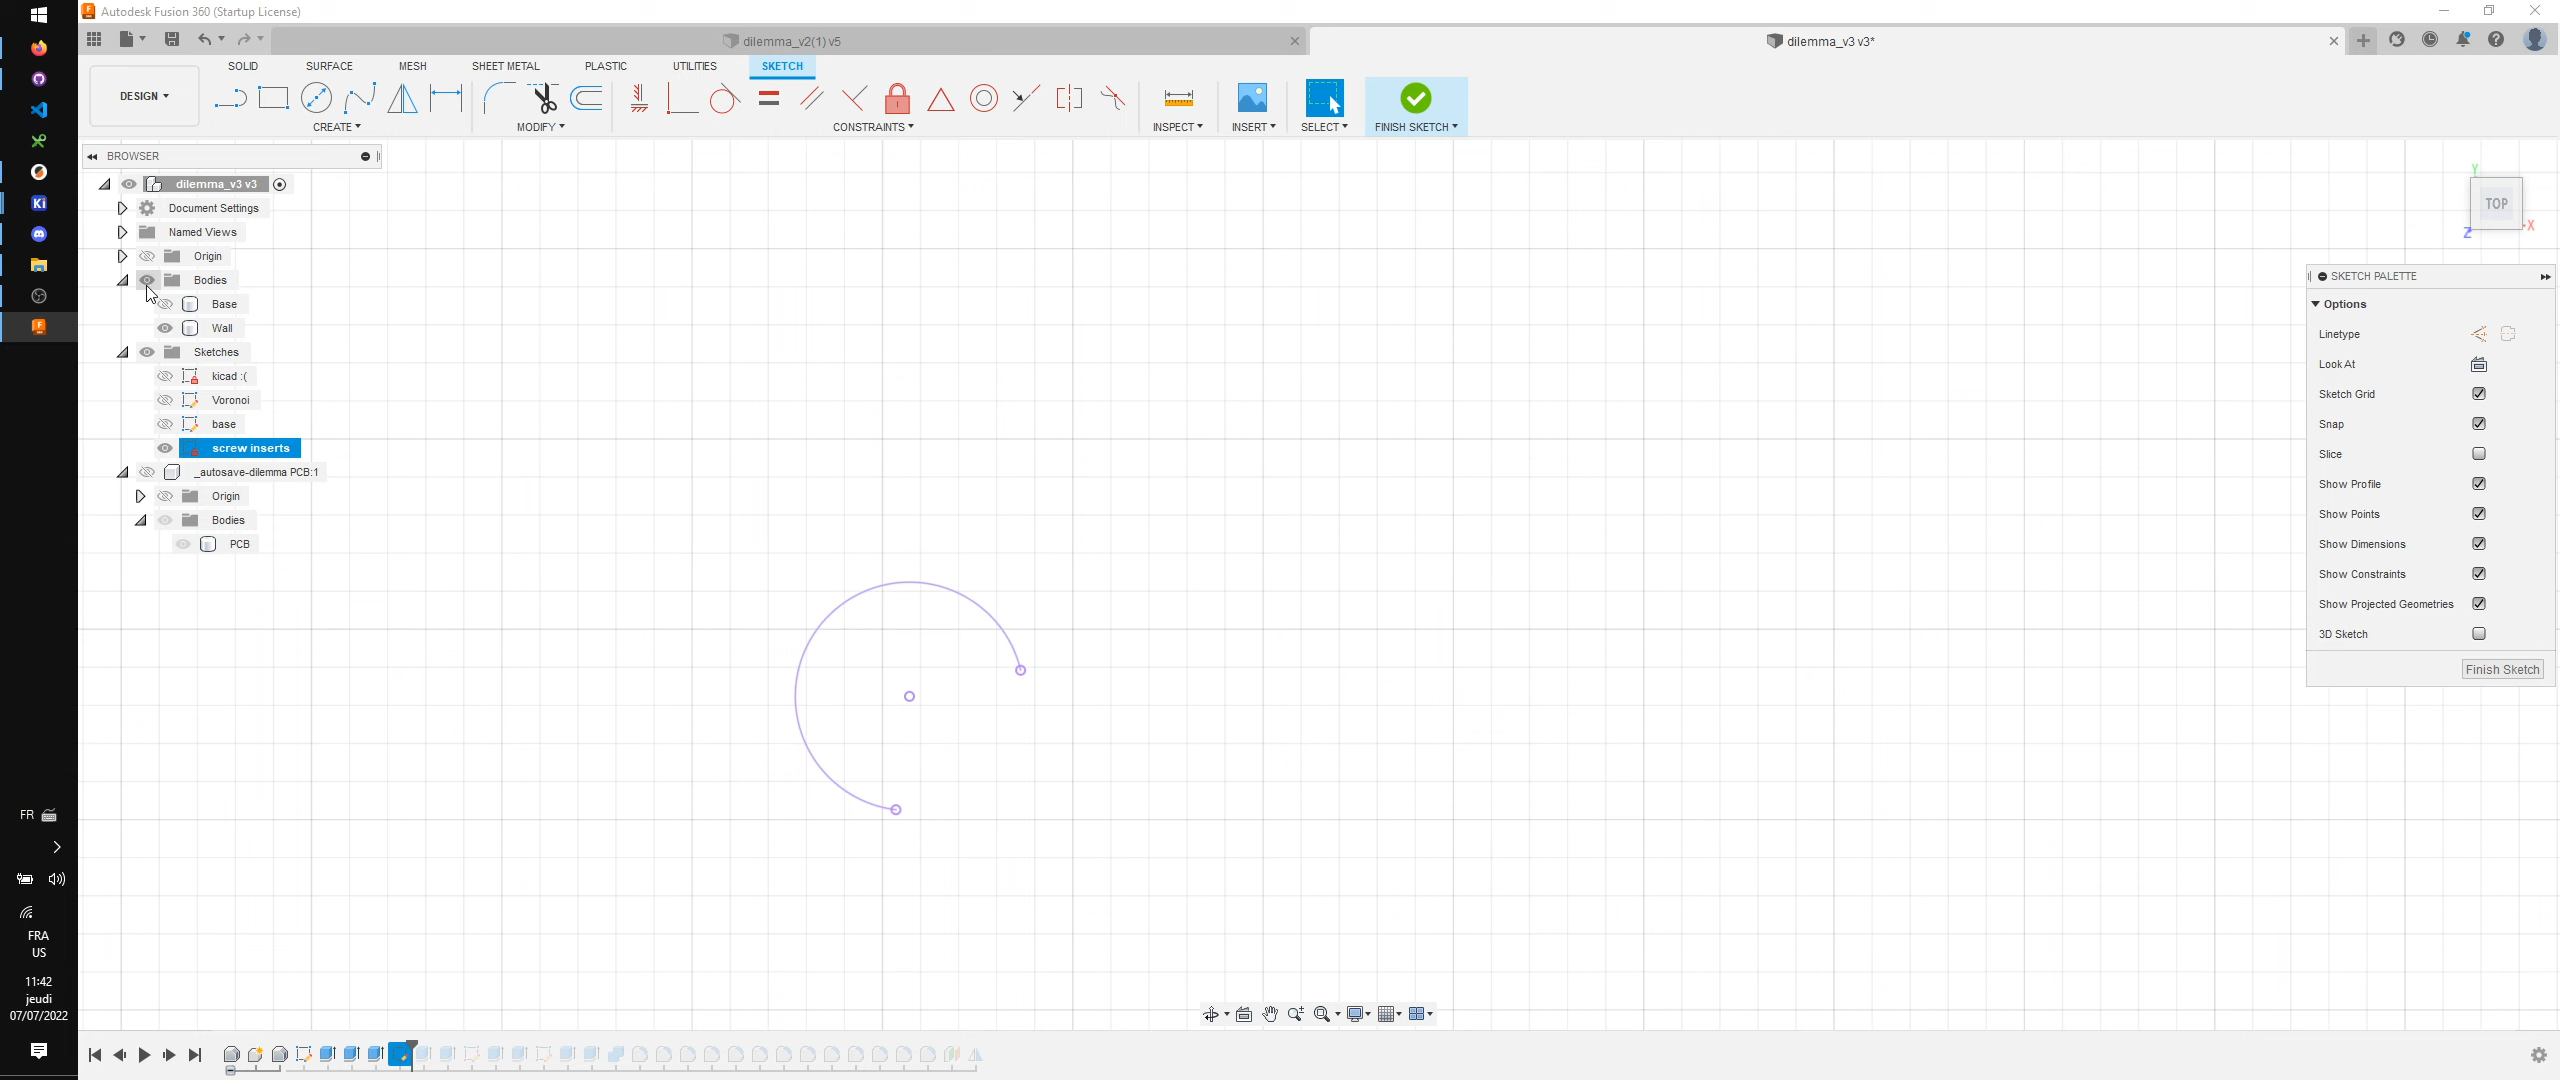 Autodesk Fusion 360 (Startup License)
dilemma_v2(1) v5
dilemma_v3 v3*
SOLID SURFACE MESH SHEET METAL PLASTIC UTILITIES SKETCH
DESIGN
CREATE MODIFY CONSTRAINTS INSPECT INSERT SELECT FINISH SKETCH
BROWSER
dilemma_v3 v3
Document Settings
Named Views
Origin
Bodies
Base
Wall
Sketches
kicad :(
Voronoi
base
screw inserts
_autosave-dilemma PCB:1
Origin
Bodies
PCB
Y
TOP
X
Z
SKETCH PALETTE
Options
Linetype
Look At
Sketch Grid
Snap
Slice
Show Profile
Show Points
Show Dimensions
Show Constraints
Show Projected Geometries
3D Sketch
Finish Sketch
Ki
F
FR
FRA
US
11:42
jeudi
07/07/2022